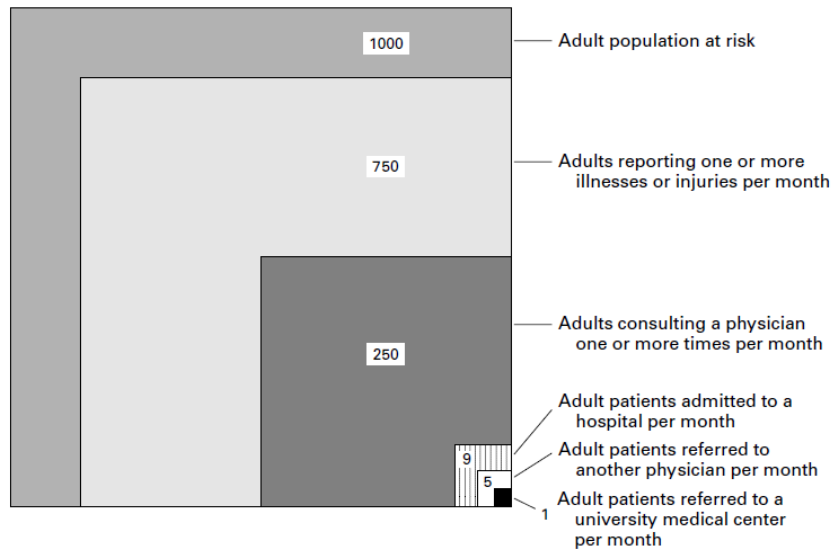 1000
Adult population at risk
750
Adults reporting one or more
illnesses or injuries per month
250
Adults consulting a physician
one or more times per month
Adult patients admitted to a
hospital per month
9
Adult patients referred to
another physician per month
5
1
Adult patients referred to a
university medical center
per month